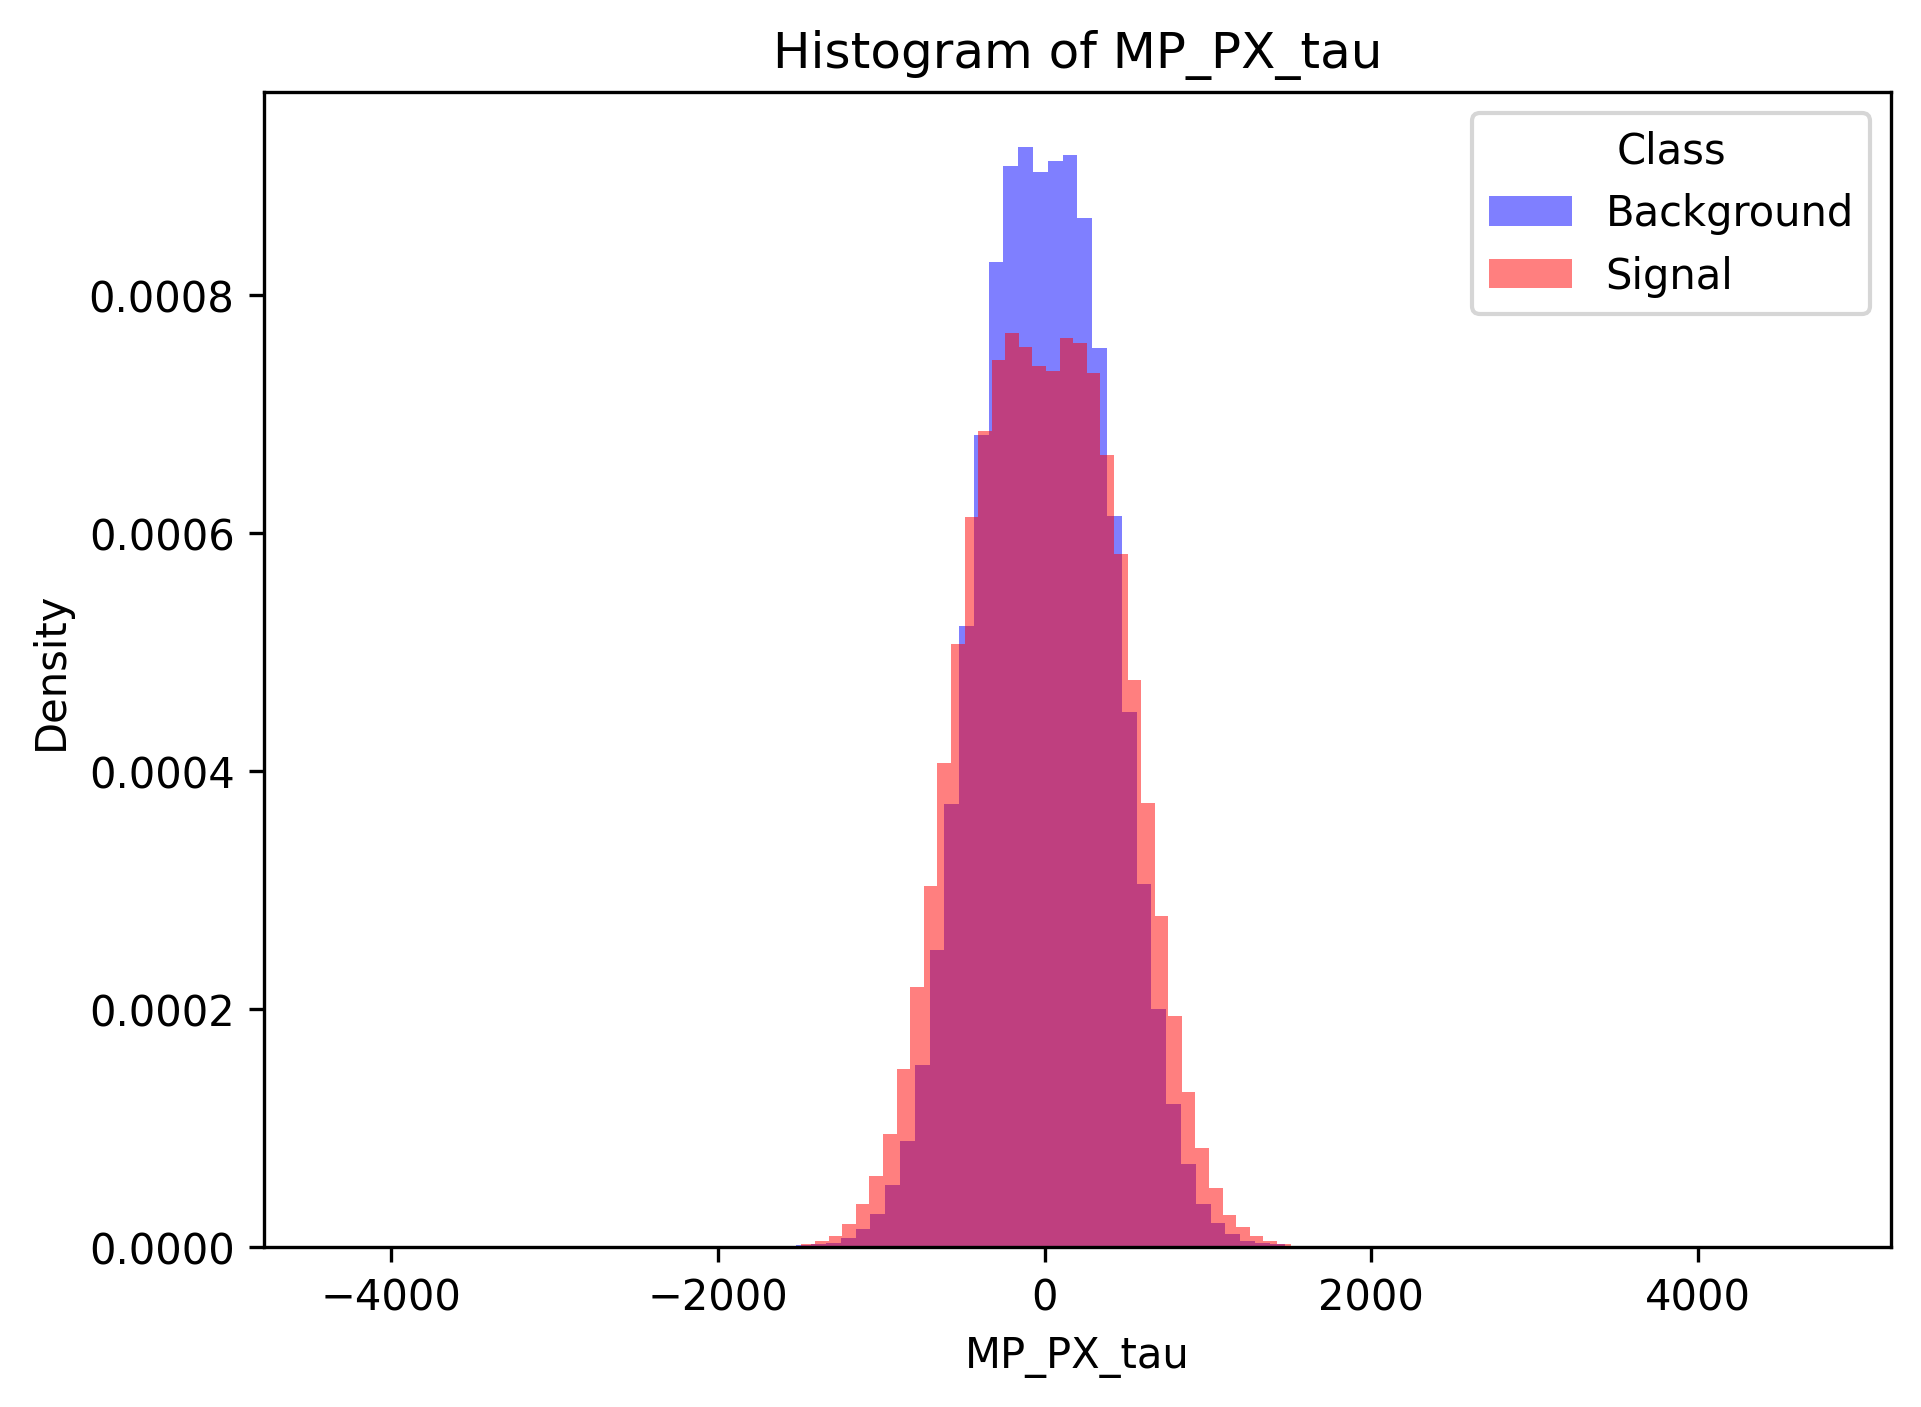 Histogram of MP_PX_tau
Class
Background
Signal
0.0008
0.0006
0.0004
0.0002
0.0000
Density
−4000
−2000
0
2000
4000
MP_PX_tau